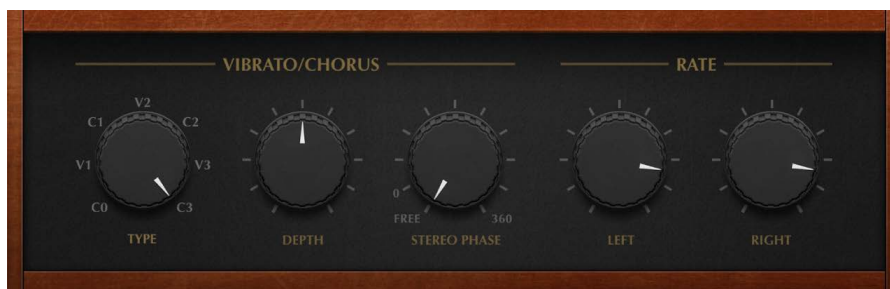 VIBRATO/CHORUS
RATE
V2
C1
C2
V1
V3
C0
C3
0
FREE
360
TYPE
DEPTH
STEREO PHASE
LEFT
RIGHT